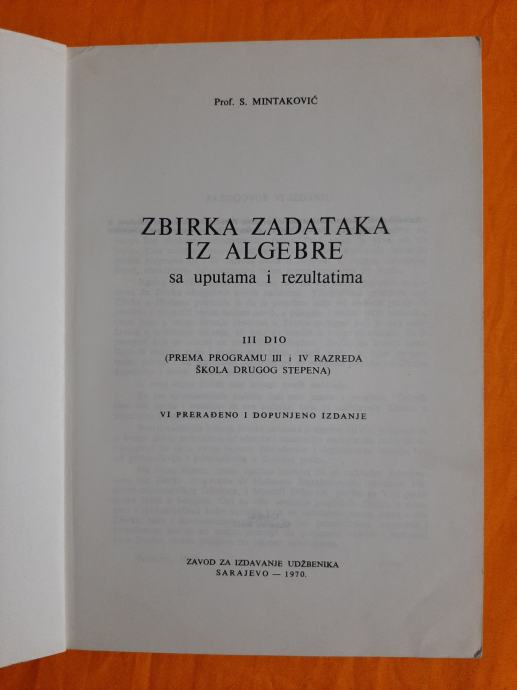 Prof. S. MINTAKOVIĆ
ZBIRKA ZADATAKA
IZ ALGEBRE
sa uputama i rezultatima
III DIO
(PREMA PROGRAMU III i IV RAZREDA
ŠKOLA DRUGOG STEPENA)
VI PRERAĐENO I DOPUNJENO IZDANJE
ZAVOD ZA IZDAVANJE UDŽBENIKA
SARAJEVO — 1970.